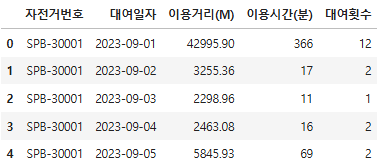 자전거번호 대여일자 이용거리(M) 이용시간(분) 대여횟수
0 SPB-30001 2023-09-01 42995.90 366 12
1 SPB-30001 2023-09-02 3255.36 17 2
2 SPB-30001 2023-09-03 2298.96 11 1
3 SPB-30001 2023-09-04 2463.08 16 2
4 SPB-30001 2023-09-05 5845.93 69 2